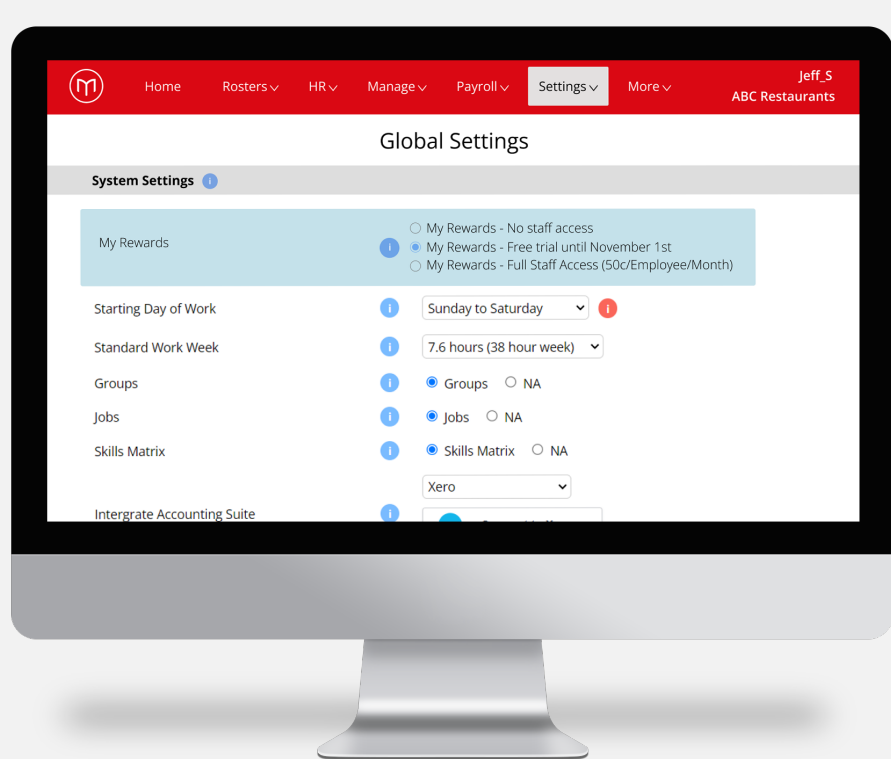 Jeff_S
Home Rosters HR Manage Payroll Settings More
ABC Restaurants
Global Settings
System Settings i
My Rewards - No staff access
My Rewards i My Rewards - Free trial until November 1st
My Rewards - Full Staff Access (50c/Employee/Month)
Starting Day of Work i Sunday to Saturday i
Standard Work Week i 7.6 hours (38 hour week)
Groups i Groups NA
Jobs i Jobs NA
Skills Matrix i Skills Matrix NA
Xero
Intergrate Accounting Suite i